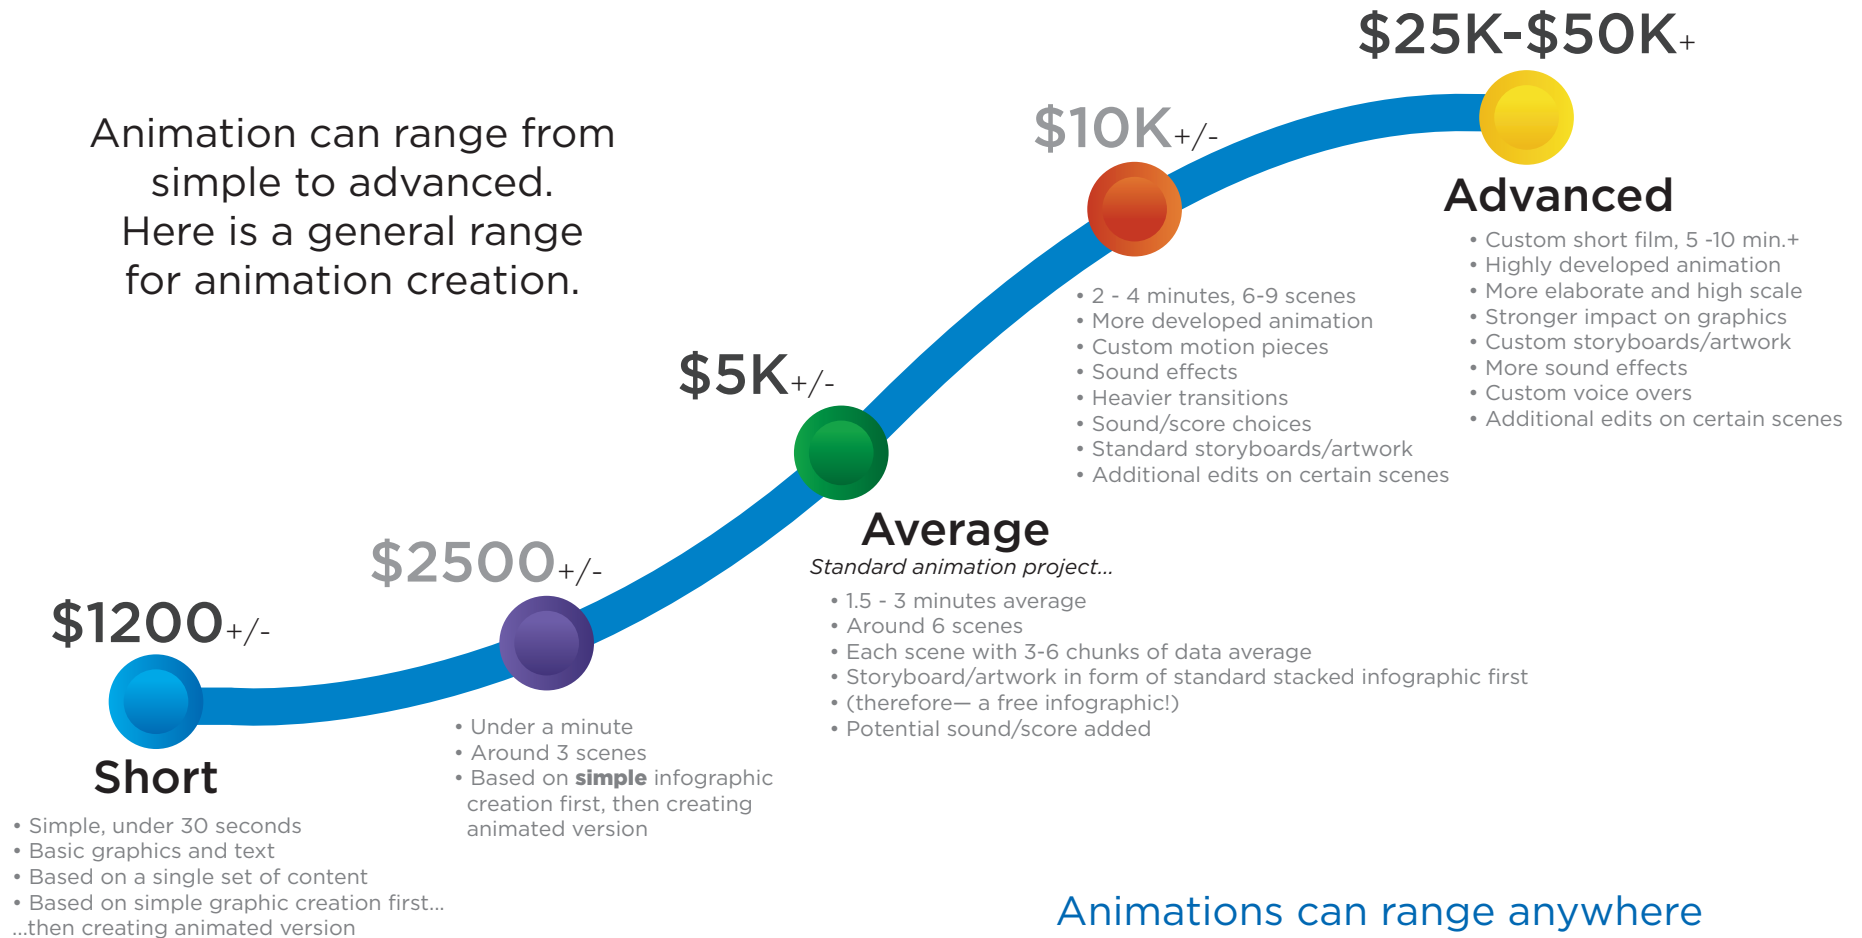 Animation can range from
simple to advanced.
Here is a general range
for animation creation.
$1200+/-
Short
• Simple, under 30 seconds
• Basic graphics and text
• Based on a single set of content
• Based on simple graphic creation first...
...then creating animated version
$2500+/-
• Under a minute
• Around 3 scenes
• Based on simple infographic
creation first, then creating
animated version
$5K+/-
Average
Standard animation project...
• 1.5 - 3 minutes average
• Around 6 scenes
• Each scene with 3-6 chunks of data average
• Storyboard/artwork in form of standard stacked infographic first
• (therefore— a free infographic!)
• Potential sound/score added
$10K+/-
• 2 - 4 minutes, 6-9 scenes
• More developed animation
• Custom motion pieces
• Sound effects
• Heavier transitions
• Sound/score choices
• Standard storyboards/artwork
• Additional edits on certain scenes
$25K-$50K+
Advanced
• Custom short film, 5 -10 min.+
• Highly developed animation
• More elaborate and high scale
• Stronger impact on graphics
• Custom storyboards/artwork
• More sound effects
• Custom voice overs
• Additional edits on certain scenes
Animations can range anywhere